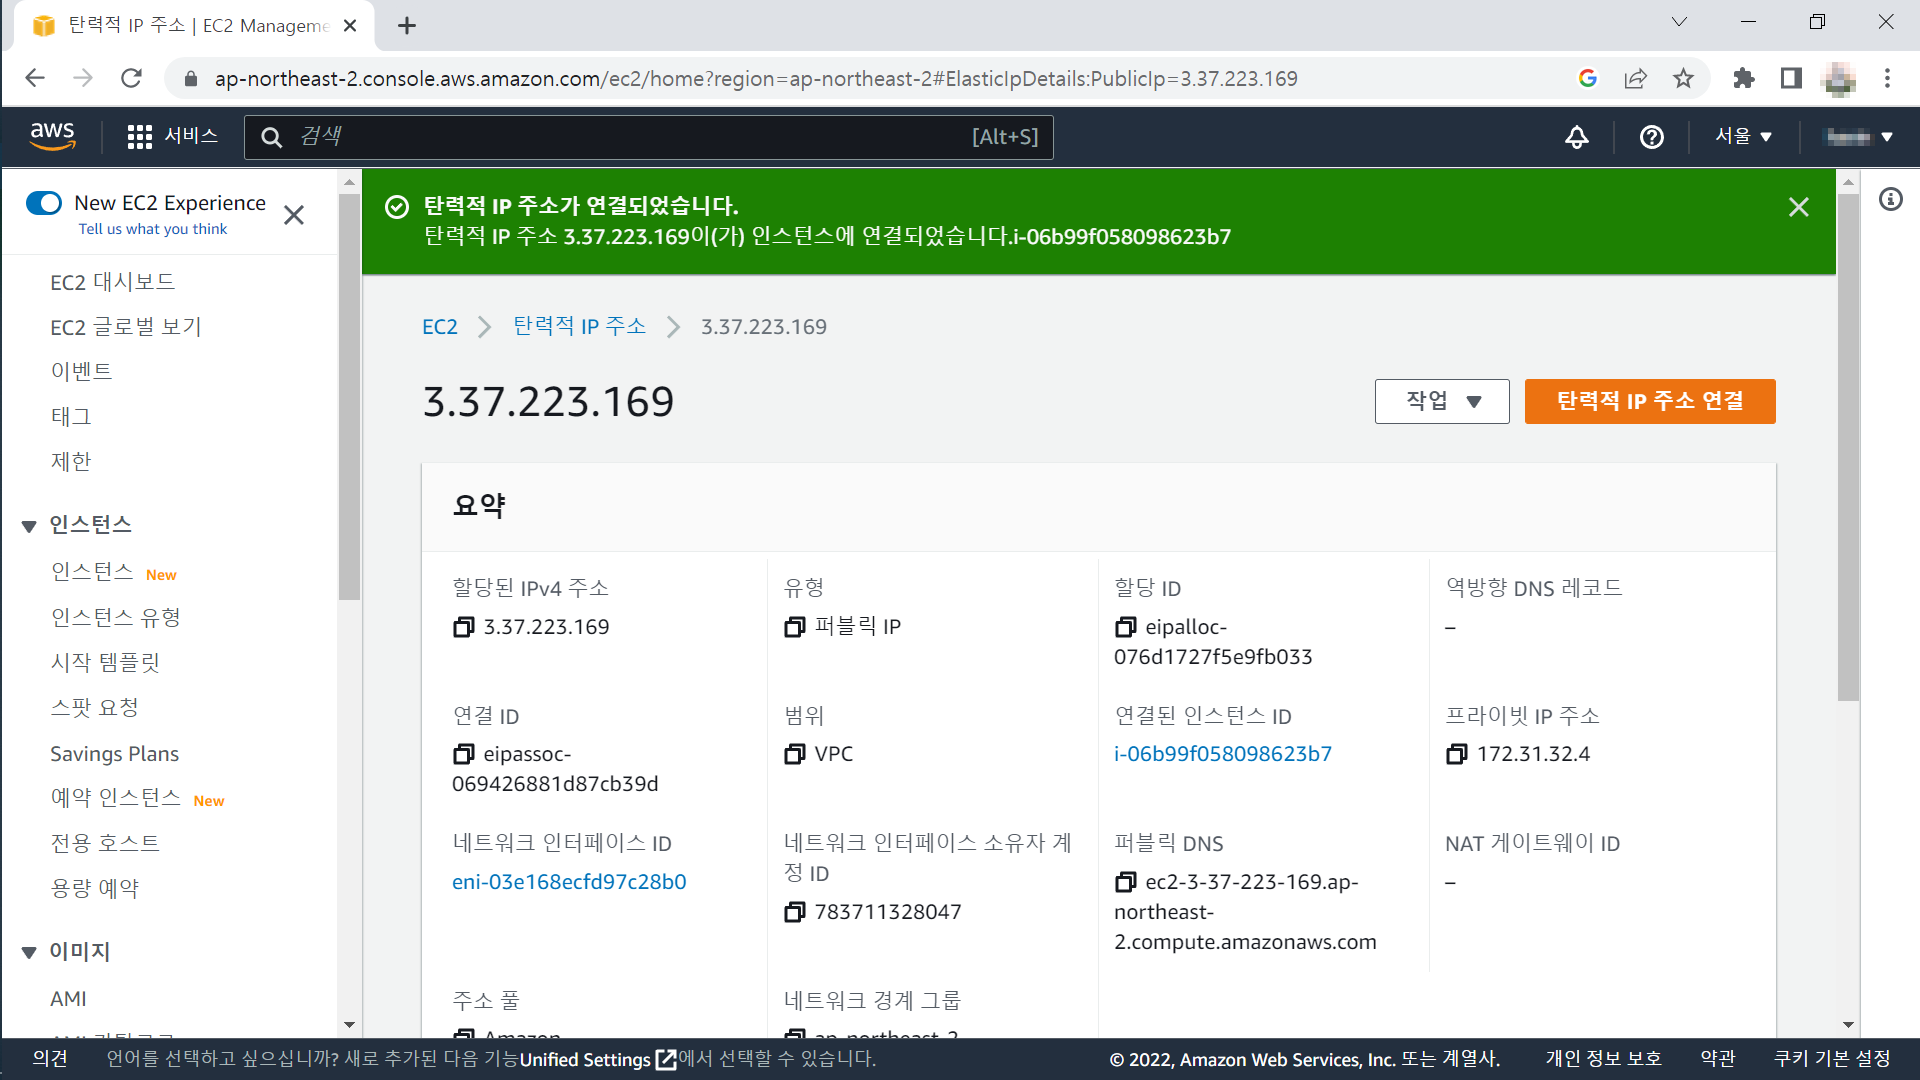 탄력적 IP 주소 | EC2 Manageme
ap-northeast-2.console.aws.amazon.com/ec2/home?region=ap-northeast-2#ElasticIpDetails:PublicIp=3.37.223.169
aws 서비스 검색 [Alt+S] 서울
New EC2 Experience
Tell us what you think
EC2 대시보드
EC2 글로벌 보기
이벤트
태그
제한
인스턴스
인스턴스 New
인스턴스 유형
시작 템플릿
스팟 요청
Savings Plans
예약 인스턴스 New
전용 호스트
용량 예약
이미지
AMI
탄력적 IP 주소가 연결되었습니다.
탄력적 IP 주소 3.37.223.169이(가) 인스턴스에 연결되었습니다.i-06b99f058098623b7
EC2 탄력적 IP 주소 3.37.223.169
3.37.223.169
작업 탄력적 IP 주소 연결
요약
할당된 IPv4 주소
3.37.223.169
유형
퍼블릭 IP
할당 ID
eipalloc-
076d1727f5e9fb033
역방향 DNS 레코드
–
연결 ID
eipassoc-
069426881d87cb39d
범위
VPC
연결된 인스턴스 ID
i-06b99f058098623b7
프라이빗 IP 주소
172.31.32.4
네트워크 인터페이스 ID
eni-03e168ecfd97c28b0
네트워크 인터페이스 소유자 계
정 ID
783711328047
퍼블릭 DNS
ec2-3-37-223-169.ap-
northeast-
2.compute.amazonaws.com
NAT 게이트웨이 ID
–
주소 풀
Amazon
네트워크 경계 그룹
ap-northeast-2
의견 언어를 선택하고 싶으십니까? 새로 추가된 다음 기능Unified Settings에서 선택할 수 있습니다. © 2022, Amazon Web Services, Inc. 또는 계열사. 개인 정보 보호 약관 쿠키 기본 설정